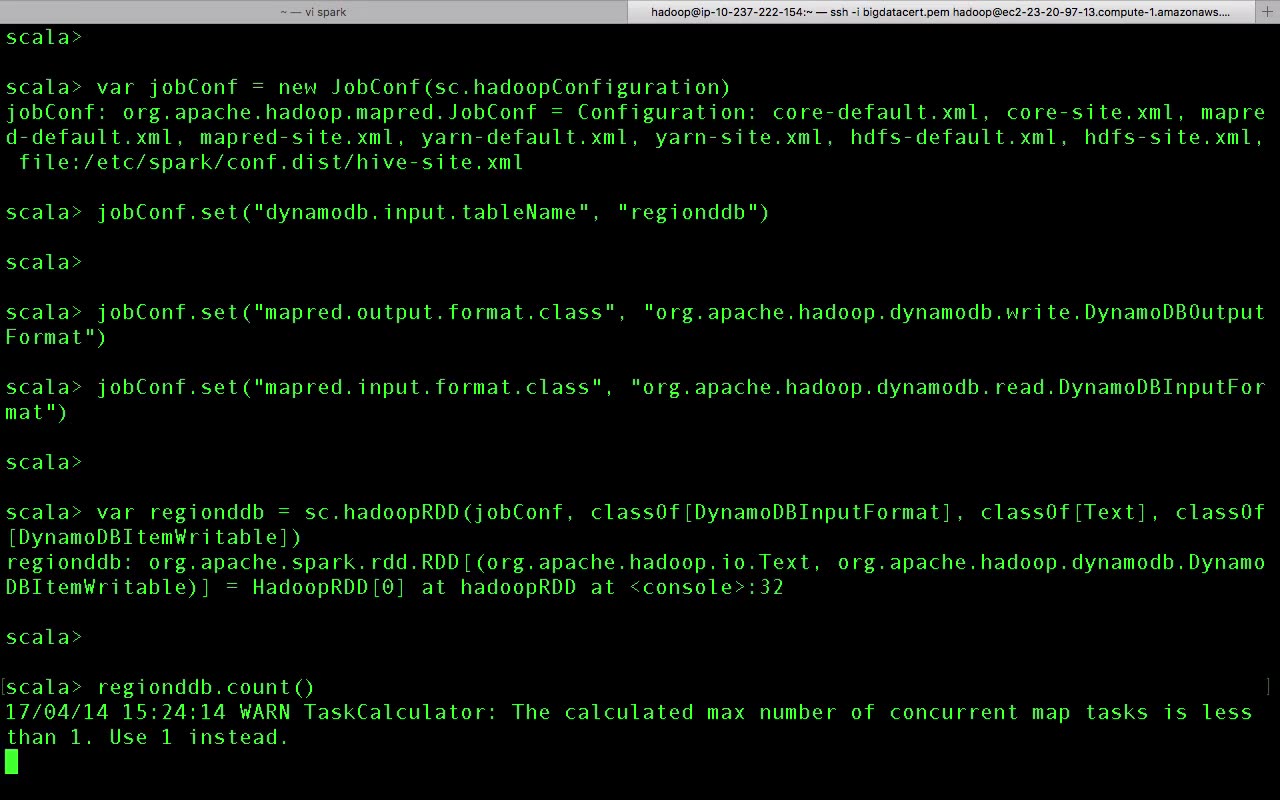 ~ — vi spark
hadoop@ip-10-237-222-154:~ — ssh -i bigdatacert.pem hadoop@ec2-23-20-97-13.compute-1.amazonaws....
+
scala>
scala> var jobConf = new JobConf(sc.hadoopConfiguration)
jobConf: org.apache.hadoop.mapred.JobConf = Configuration: core-default.xml, core-site.xml, mapre
d-default.xml, mapred-site.xml, yarn-default.xml, yarn-site.xml, hdfs-default.xml, hdfs-site.xml,
 file:/etc/spark/conf.dist/hive-site.xml
scala> jobConf.set("dynamodb.input.tableName", "regionddb")
scala>
scala> jobConf.set("mapred.output.format.class", "org.apache.hadoop.dynamodb.write.DynamoDBOutput
Format")
scala> jobConf.set("mapred.input.format.class", "org.apache.hadoop.dynamodb.read.DynamoDBInputFor
mat")
scala>
scala> var regionddb = sc.hadoopRDD(jobConf, classOf[DynamoDBInputFormat], classOf[Text], classOf
[DynamoDBItemWritable])
regionddb: org.apache.spark.rdd.RDD[(org.apache.hadoop.io.Text, org.apache.hadoop.dynamodb.Dynamo
DBItemWritable)] = HadoopRDD[0] at hadoopRDD at <console>:32
scala>
[scala> regionddb.count() ]
17/04/14 15:24:14 WARN TaskCalculator: The calculated max number of concurrent map tasks is less
than 1. Use 1 instead.